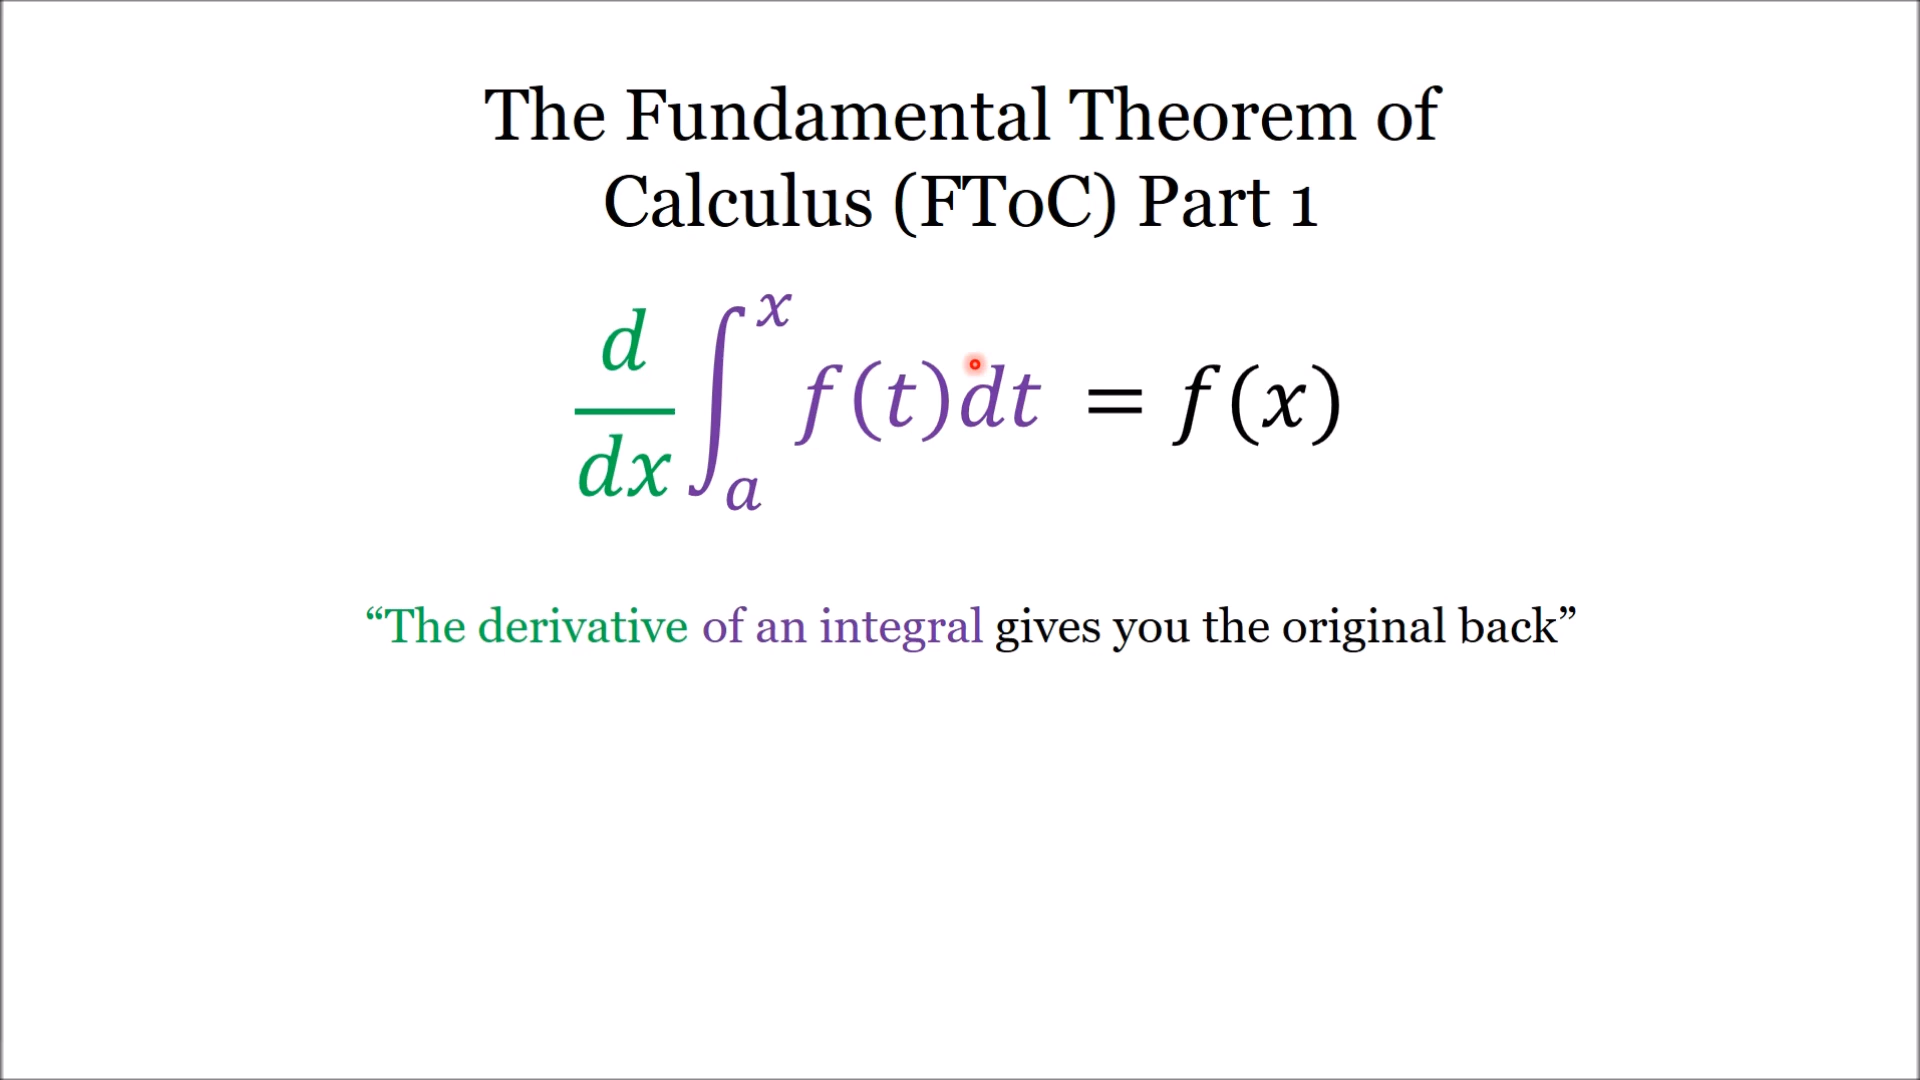 The Fundamental Theorem of
Calculus (FToC) Part 1
d/dx ∫_a^x f(t)dt = f(x)
“The derivative of an integral gives you the original back”